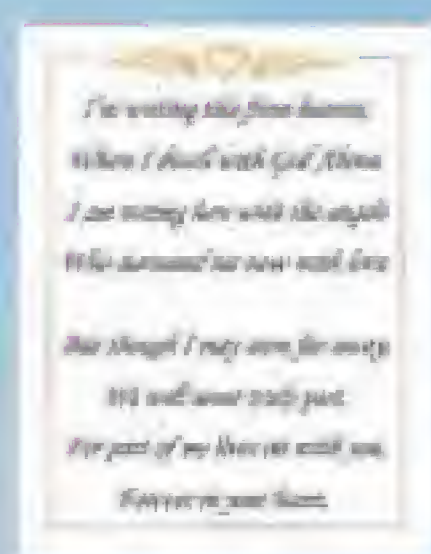 I'm writing this from heaven
Where I dwell with God Above
I am writing here with the angels
Who surround me now with love
But though I may seem far away
We will never truly part
For part of me lives on with you,
Forever in your heart.